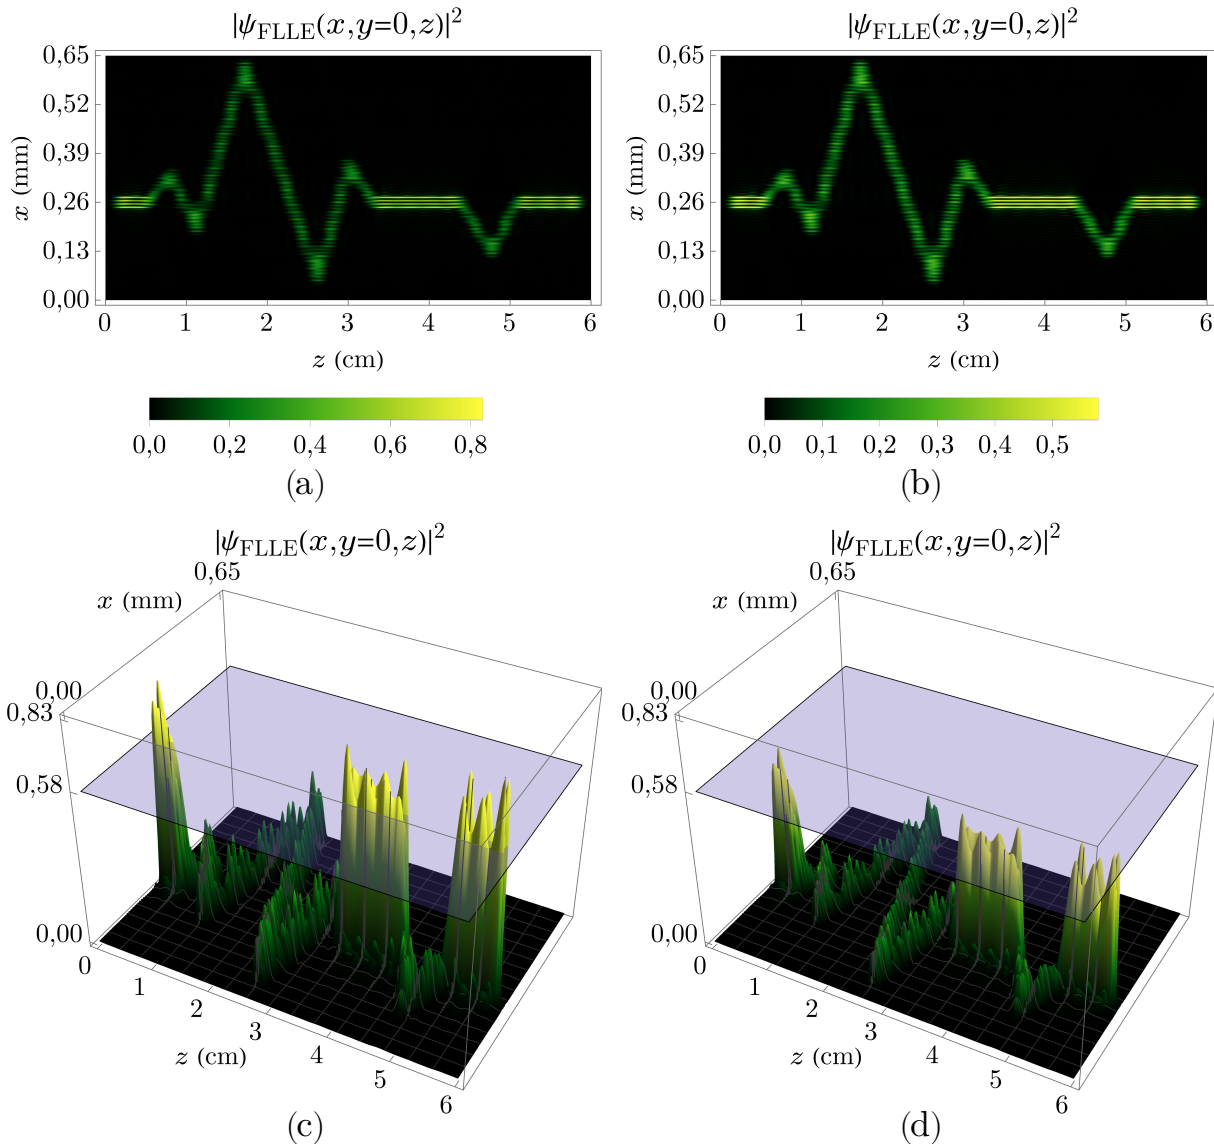 |ψFLLE(x,y=0,z)|²
0,65
0,52
0,39
0,26
0,13
0,00
x (mm)
0 1 2 3 4 5 6
z (cm)
0,0 0,2 0,4 0,6 0,8
(a)
|ψFLLE(x,y=0,z)|²
0,65
0,52
0,39
0,26
0,13
0,00
x (mm)
0 1 2 3 4 5 6
z (cm)
0,0 0,1 0,2 0,3 0,4 0,5
(b)
|ψFLLE(x,y=0,z)|²
0,65
x (mm)
0,00
0,83
0,58
0,00
0 1 2 3 4 5 6
z (cm)
(c)
|ψFLLE(x,y=0,z)|²
0,65
x (mm)
0,00
0,83
0,58
0,00
0 1 2 3 4 5 6
z (cm)
(d)